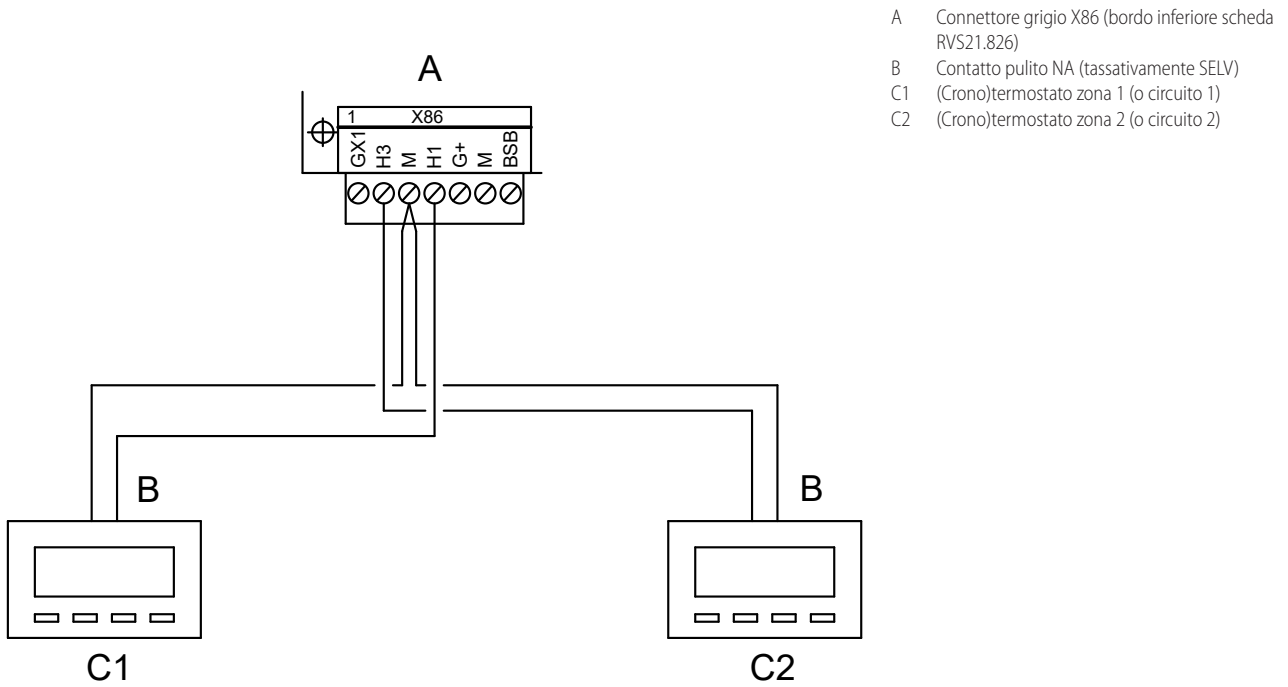 A Connettore grigio X86 (bordo inferiore scheda
RVS21.826)
B Contatto pulito NA (tassativamente SELV)
C1 (Crono)termostato zona 1 (o circuito 1)
C2 (Crono)termostato zona 2 (o circuito 2)
A
1 X86
GX1 H3 M H1 G+ M BSB
B
B
C1
C2